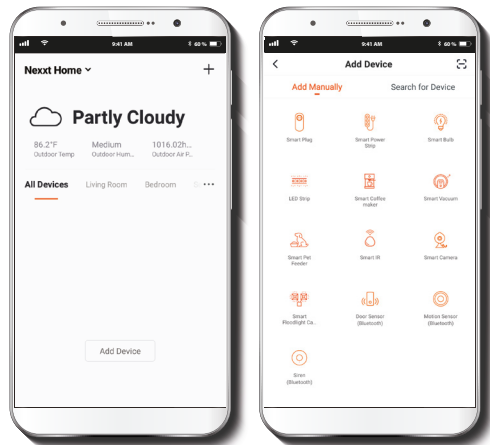 9:41 AM
60 %
Nexxt Home
Partly Cloudy
86.2°F Medium 1016.02h...
Outdoor Temp Outdoor Hum... Outdoor Air P...
All Devices Living Room Bedroom
Add Device
9:41 AM
60 %
Add Device
Add Manually Search for Device
Smart Plug
Smart Power
Strip
Smart Bulb
LED Strip
Smart Coffee
maker
Smart Vacuum
Smart Pet
Feeder
Smart IR
Smart Camera
Smart
Floodlight Ca...
Door Sensor
(Bluetooth)
Motion Sensor
(Bluetooth)
Siren
(Bluetooth)